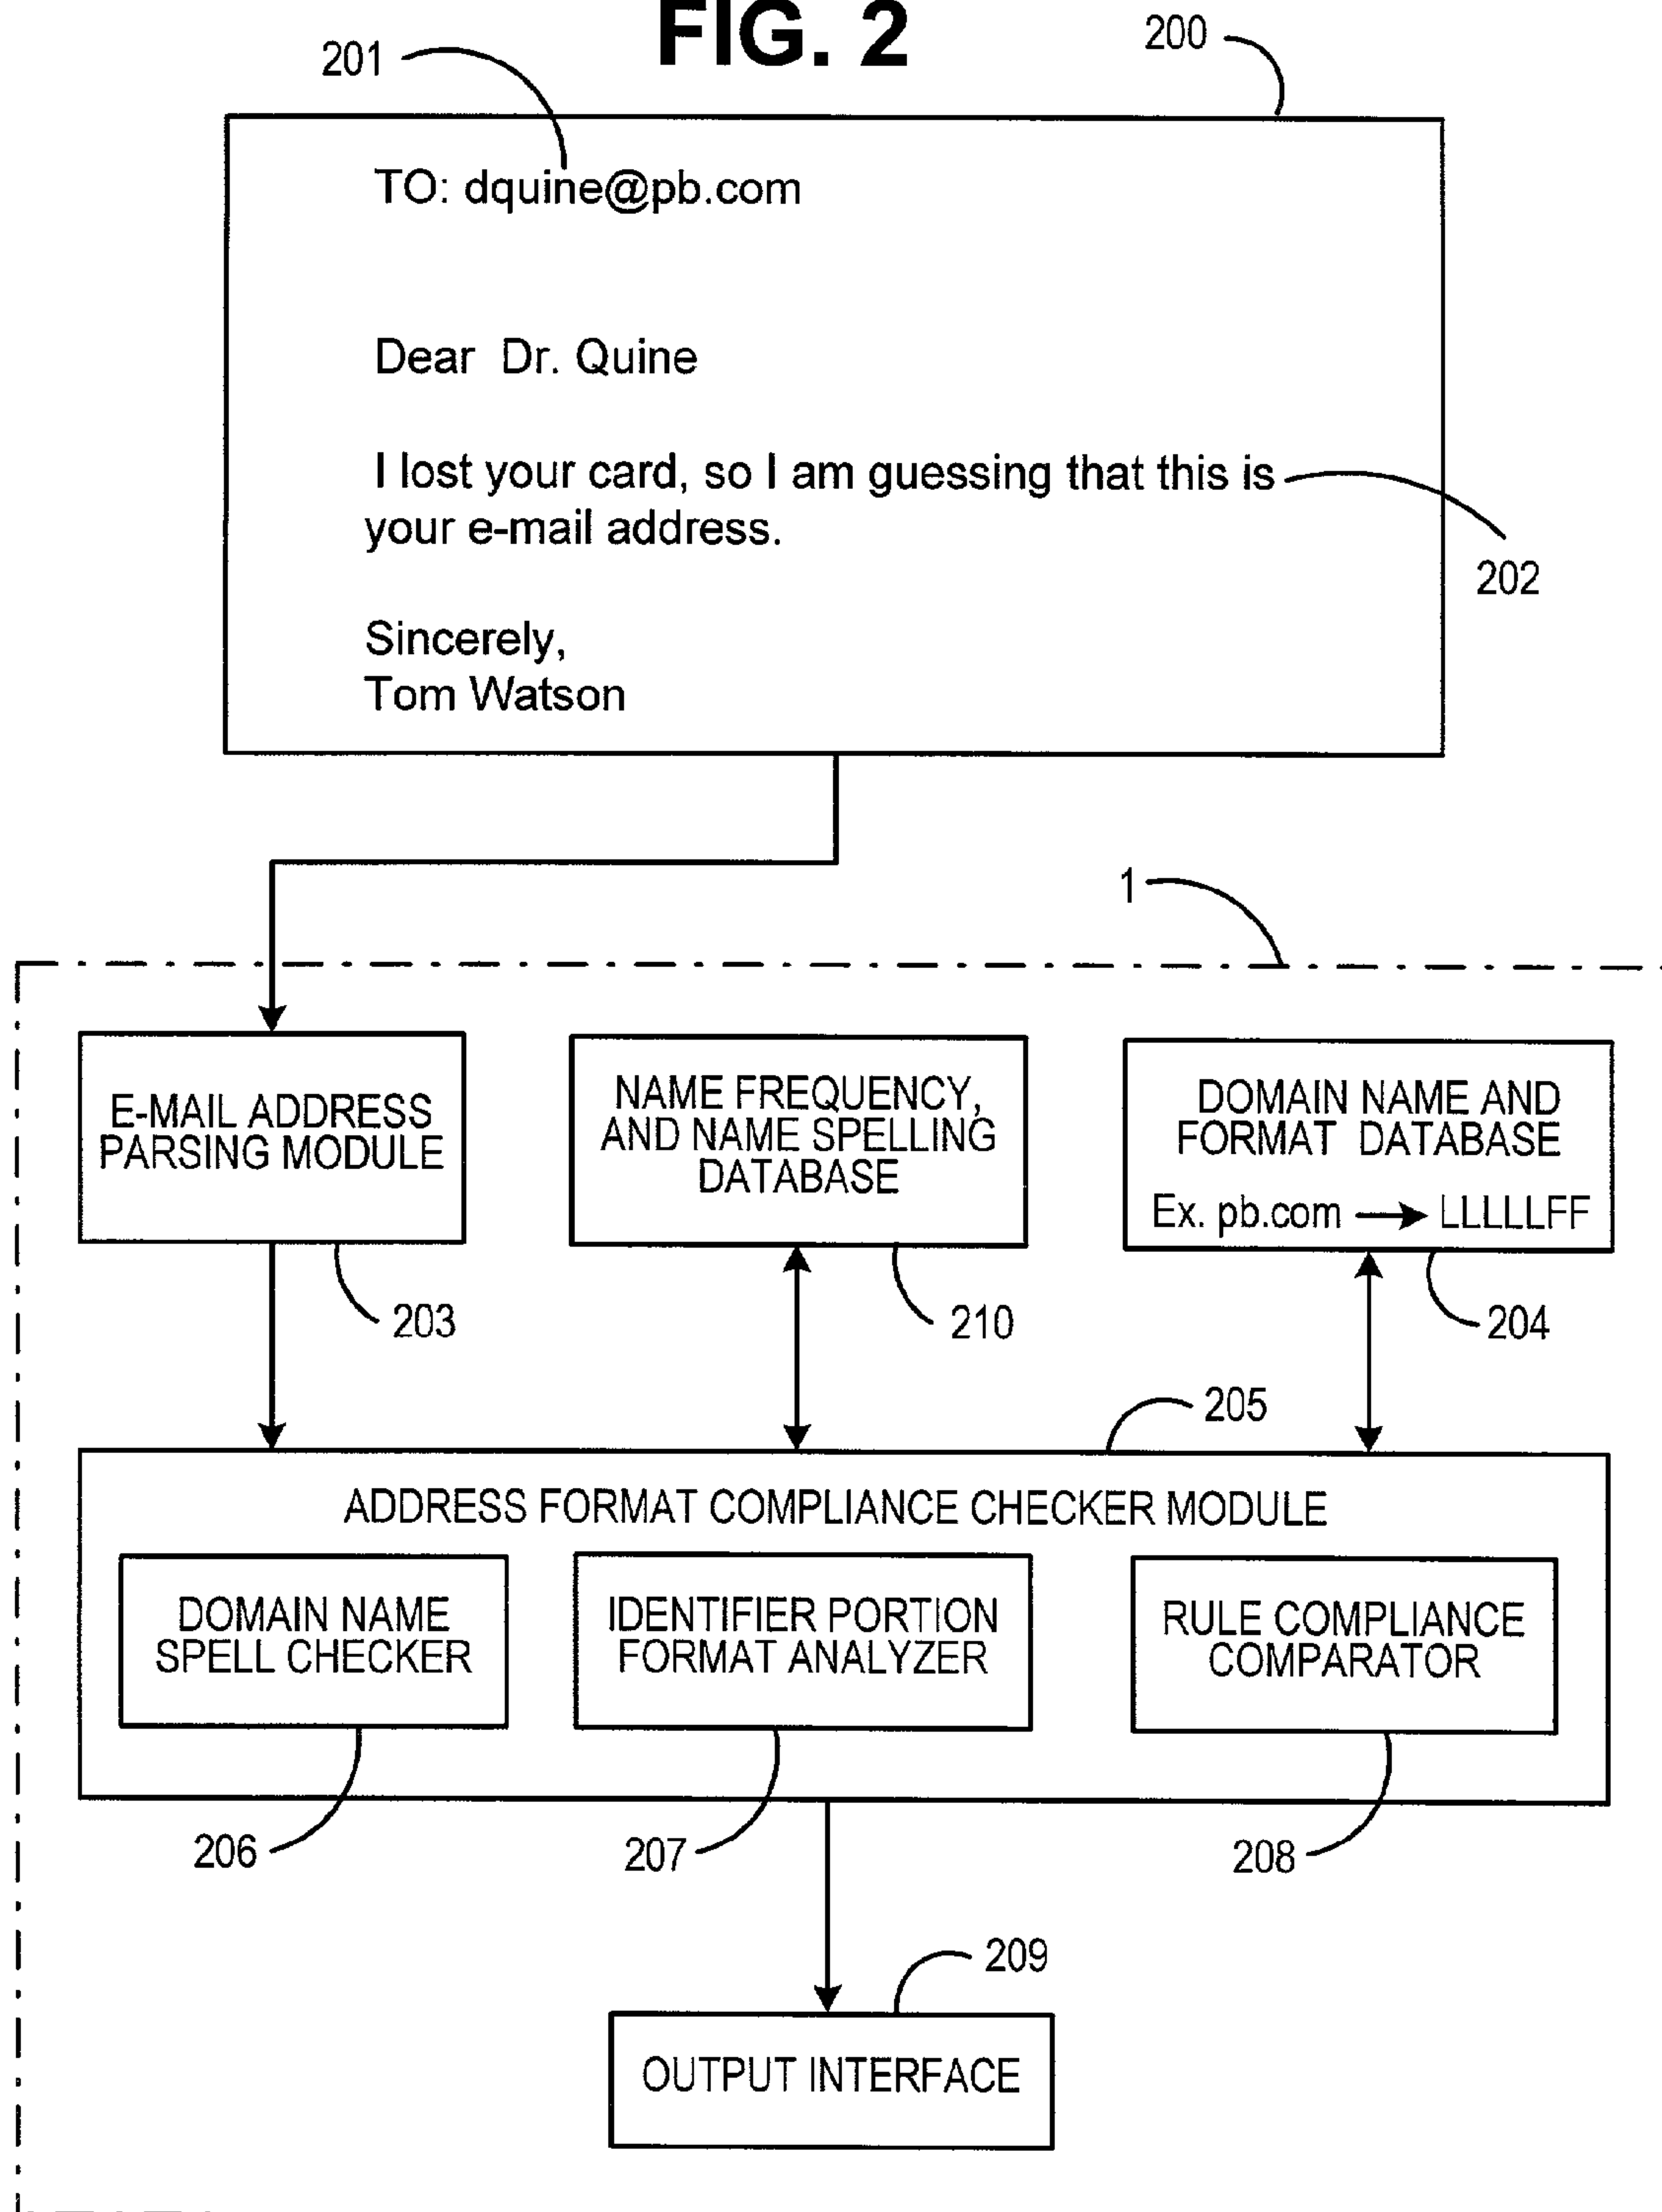 FIG. 2
201
200
TO: dquine@pb.com
Dear Dr. Quine
I lost your card, so I am guessing that this is
your e-mail address.
202
Sincerely,
Tom Watson
1
E-MAIL ADDRESS
PARSING MODULE
NAME FREQUENCY,
AND NAME SPELLING
DATABASE
DOMAIN NAME AND
FORMAT DATABASE
Ex. pb.com → LLLLLFF
203
210
204
205
ADDRESS FORMAT COMPLIANCE CHECKER MODULE
DOMAIN NAME
SPELL CHECKER
IDENTIFIER PORTION
FORMAT ANALYZER
RULE COMPLIANCE
COMPARATOR
206
207
208
209
OUTPUT INTERFACE